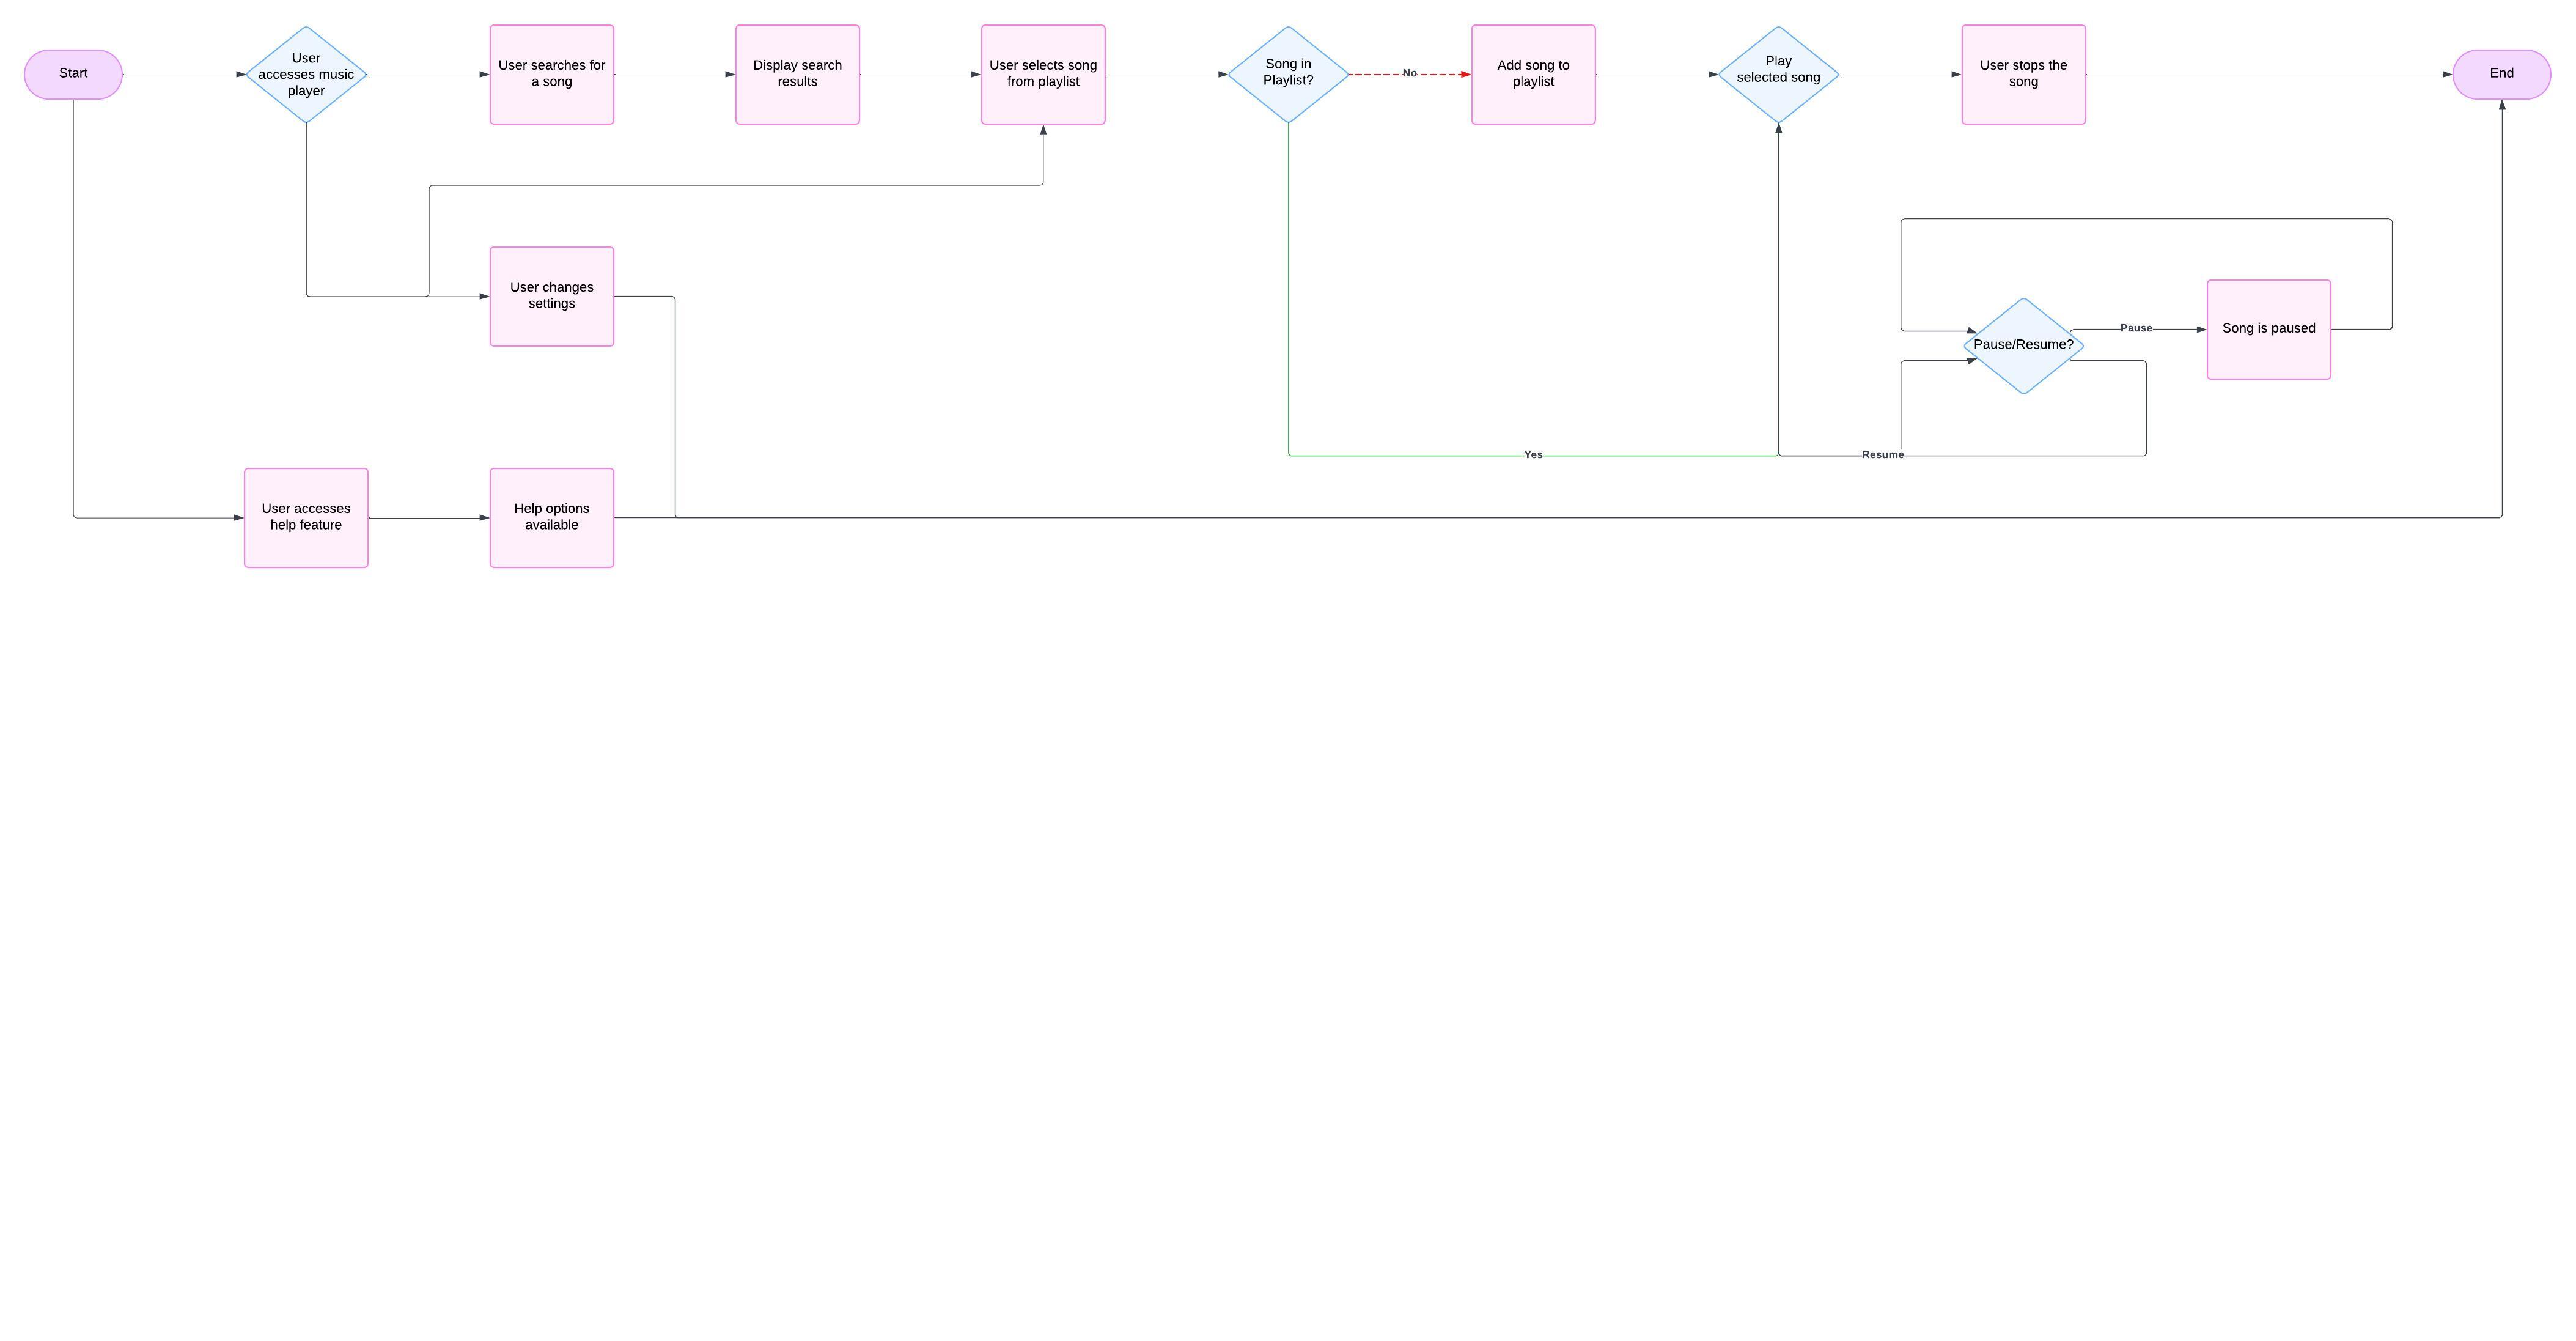 Start
User
accesses music
player
User searches for
a song
Display search
results
User selects song
from playlist
Song in
Playlist?
No
Add song to
playlist
Play
selected song
User stops the
song
End
User changes
settings
Pause/Resume?
Pause
Song is paused
Yes
Resume
User accesses
help feature
Help options
available